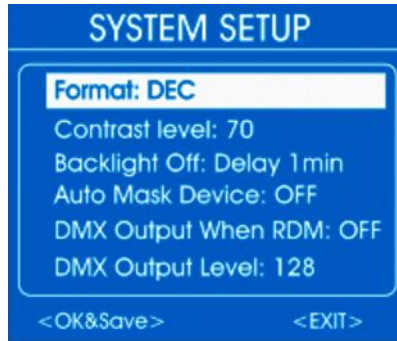 SYSTEM SETUP
Format: DEC
Contrast level: 70
Backlight Off: Delay 1min
Auto Mask Device: OFF
DMX Output When RDM: OFF
DMX Output Level: 128
<OK&Save> <EXIT>